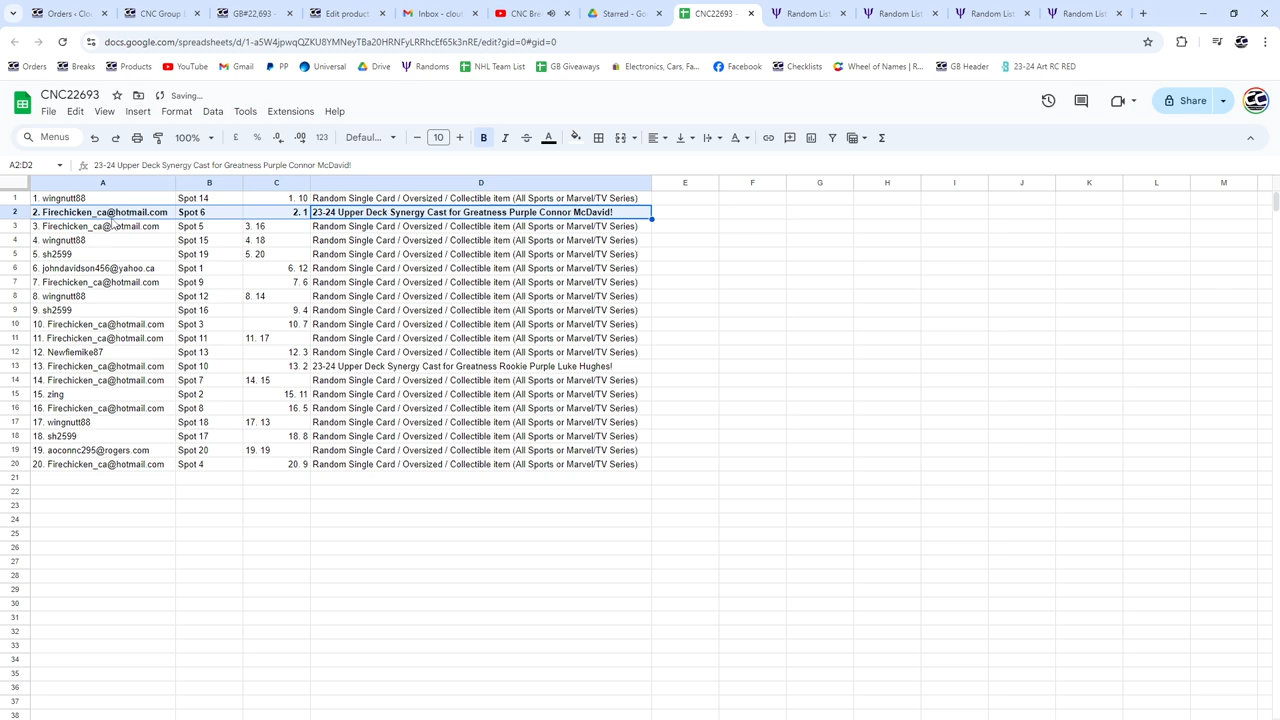 Orders · C CNC Group I GB#22,693 - Edit product Inbox - clout CNC Bre Starred - Go CNC22693 - Random List Random List Random List Random List
docs.google.com/spreadsheets/d/1-a5W4jpwqQZKU8YMNeyTBa20HRNFyLRRhcEf65k3nRE/edit?gid=0#gid=0
Orders Breaks Products YouTube Gmail PP Universal Drive Randoms NHL Team List GB Giveaways Electronics, Cars, Fa... Facebook Checklists Wheel of Names | R... GB Header 23-24 Art RC RED
CNC22693 Saving...
File Edit View Insert Format Data Tools Extensions Help Share
Menus 100% £ % .0 .00 123 Defaul... 10 B I A
A2:D2 23-24 Upper Deck Synergy Cast for Greatness Purple Connor McDavid!
A B C D E F G H I J K L M
1 1. wingnutt88 Spot 14 1. 10 Random Single Card / Oversized / Collectible item (All Sports or Marvel/TV Series)
2 2. Firechicken_ca@hotmail.com Spot 6 2. 1 23-24 Upper Deck Synergy Cast for Greatness Purple Connor McDavid!
3 3. Firechicken_ca@hotmail.com Spot 5 3. 16 Random Single Card / Oversized / Collectible item (All Sports or Marvel/TV Series)
4 4. wingnutt88 Spot 15 4. 18 Random Single Card / Oversized / Collectible item (All Sports or Marvel/TV Series)
5 5. sh2599 Spot 19 5. 20 Random Single Card / Oversized / Collectible item (All Sports or Marvel/TV Series)
6 6. johndavidson456@yahoo.ca Spot 1 6. 12 Random Single Card / Oversized / Collectible item (All Sports or Marvel/TV Series)
7 7. Firechicken_ca@hotmail.com Spot 9 7. 6 Random Single Card / Oversized / Collectible item (All Sports or Marvel/TV Series)
8 8. wingnutt88 Spot 12 8. 14 Random Single Card / Oversized / Collectible item (All Sports or Marvel/TV Series)
9 9. sh2599 Spot 16 9. 4 Random Single Card / Oversized / Collectible item (All Sports or Marvel/TV Series)
10 10. Firechicken_ca@hotmail.com Spot 3 10. 7 Random Single Card / Oversized / Collectible item (All Sports or Marvel/TV Series)
11 11. Firechicken_ca@hotmail.com Spot 11 11. 17 Random Single Card / Oversized / Collectible item (All Sports or Marvel/TV Series)
12 12. Newfiemike87 Spot 13 12. 3 Random Single Card / Oversized / Collectible item (All Sports or Marvel/TV Series)
13 13. Firechicken_ca@hotmail.com Spot 10 13. 2 23-24 Upper Deck Synergy Cast for Greatness Rookie Purple Luke Hughes!
14 14. Firechicken_ca@hotmail.com Spot 7 14. 15 Random Single Card / Oversized / Collectible item (All Sports or Marvel/TV Series)
15 15. zing Spot 2 15. 11 Random Single Card / Oversized / Collectible item (All Sports or Marvel/TV Series)
16 16. Firechicken_ca@hotmail.com Spot 8 16. 5 Random Single Card / Oversized / Collectible item (All Sports or Marvel/TV Series)
17 17. wingnutt88 Spot 18 17. 13 Random Single Card / Oversized / Collectible item (All Sports or Marvel/TV Series)
18 18. sh2599 Spot 17 18. 8 Random Single Card / Oversized / Collectible item (All Sports or Marvel/TV Series)
19 19. aoconnc295@rogers.com Spot 20 19. 19 Random Single Card / Oversized / Collectible item (All Sports or Marvel/TV Series)
20 20. Firechicken_ca@hotmail.com Spot 4 20. 9 Random Single Card / Oversized / Collectible item (All Sports or Marvel/TV Series)
21
22
23
24
25
26
27
28
29
30
31
32
33
34
35
36
37
38